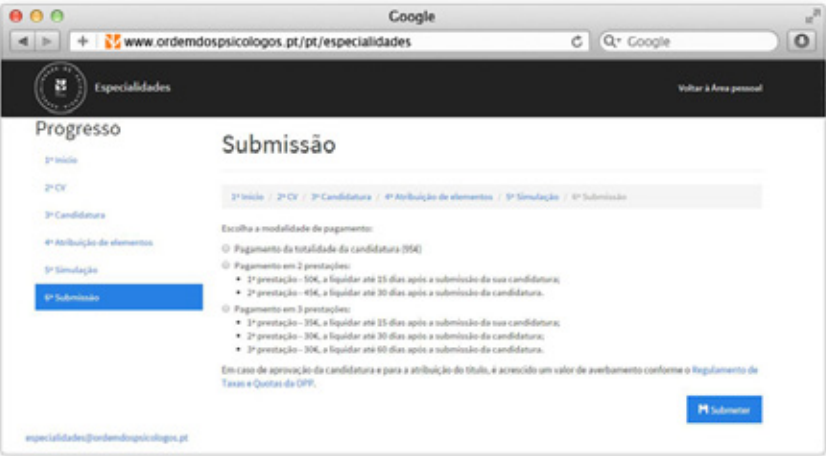 Google
www.ordemdospsicologos.pt/pt/especialidades
Google
Especialidades
Voltar à Área pessoal
Progresso
1º Início
2º CV
3º Candidatura
4º Atribuição de elementos
5º Simulação
6º Submissão
Submissão
1º Início / 2º CV / 3º Candidatura / 4º Atribuição de elementos / 5º Simulação / 6º Submissão
Escolha a modalidade de pagamento:
Pagamento da totalidade da candidatura (95€)
Pagamento em 2 prestações:
• 1ª prestação - 50€, a liquidar até 15 dias após a submissão da sua candidatura;
• 2ª prestação - 45€, a liquidar até 30 dias após a submissão da candidatura.
Pagamento em 3 prestações:
• 1ª prestação - 35€, a liquidar até 15 dias após a submissão da sua candidatura;
• 2ª prestação - 30€, a liquidar até 30 dias após a submissão da candidatura;
• 3ª prestação - 30€, a liquidar até 60 dias após a submissão da candidatura.
Em caso de aprovação da candidatura e para a atribuição do título, é acrescido um valor de averbamento conforme o Regulamento de
Taxas e Quotas da OPP.
Submeter
especialidades@ordemdospsicologos.pt